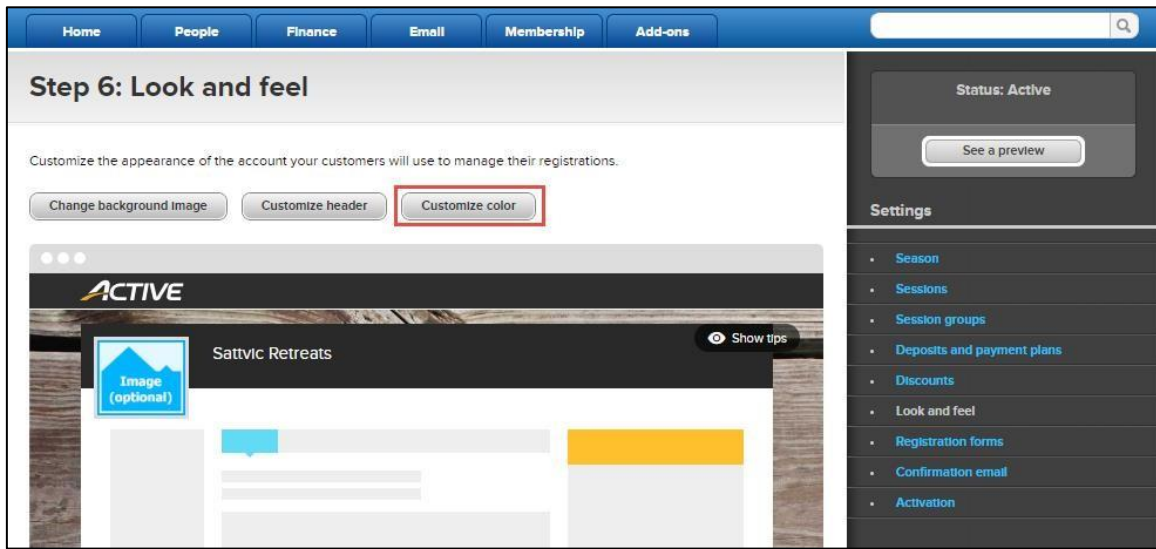 Home People Finance Email Membership Add-ons
Step 6: Look and feel
Customize the appearance of the account your customers will use to manage their registrations.
Change background image Customize header Customize color
ACTIVE
Sattvic Retreats
Show tips
Image
(optional)
Status: Active
See a preview
Settings
Season
Sessions
Session groups
Deposits and payment plans
Discounts
Look and feel
Registration forms
Confirmation email
Activation